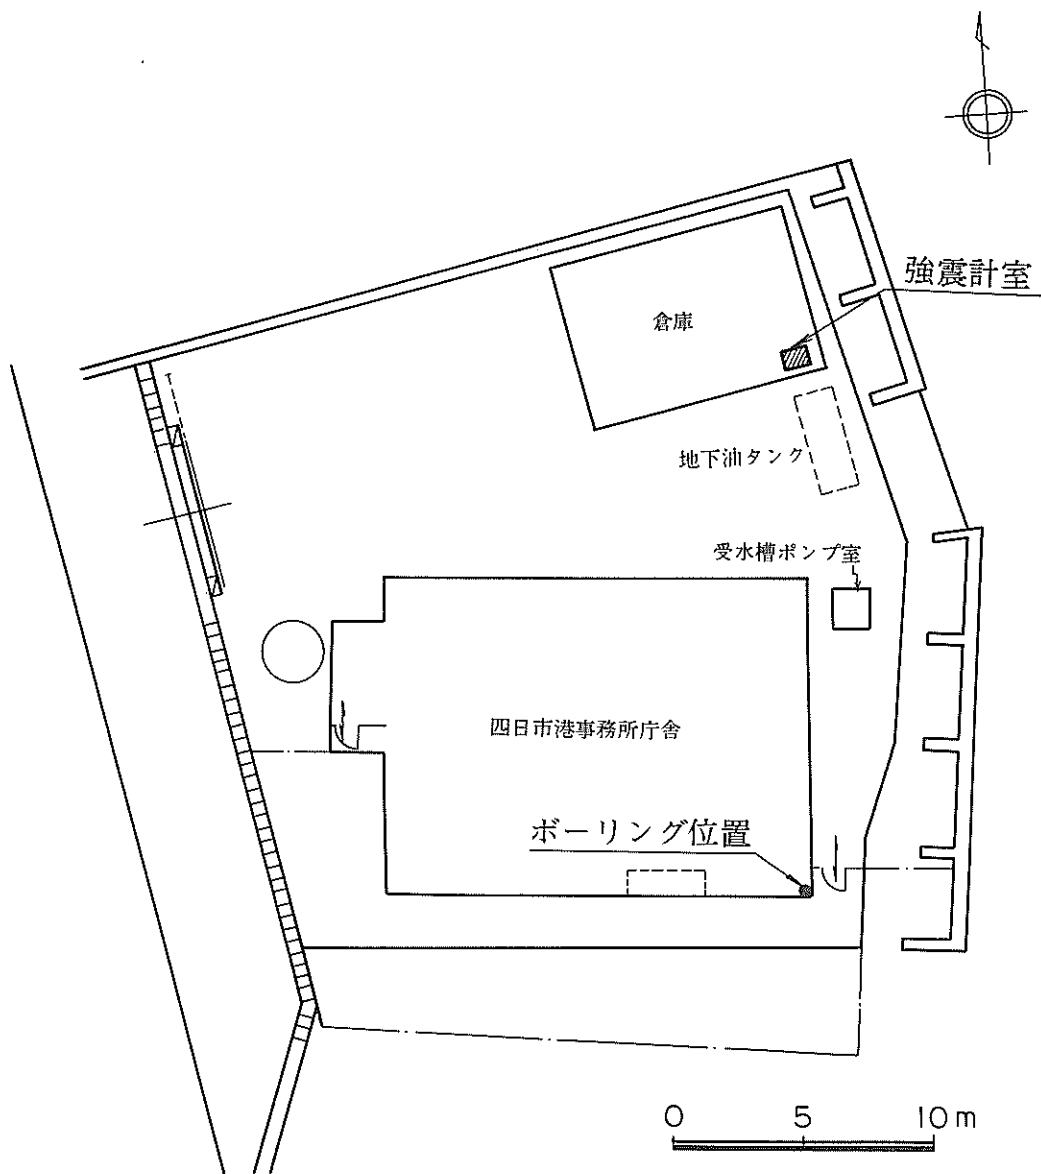 強震計室
倉庫
地下油タンク
受水槽ポンプ室
四日市港事務所庁舎
ボーリング位置
0 5 10m